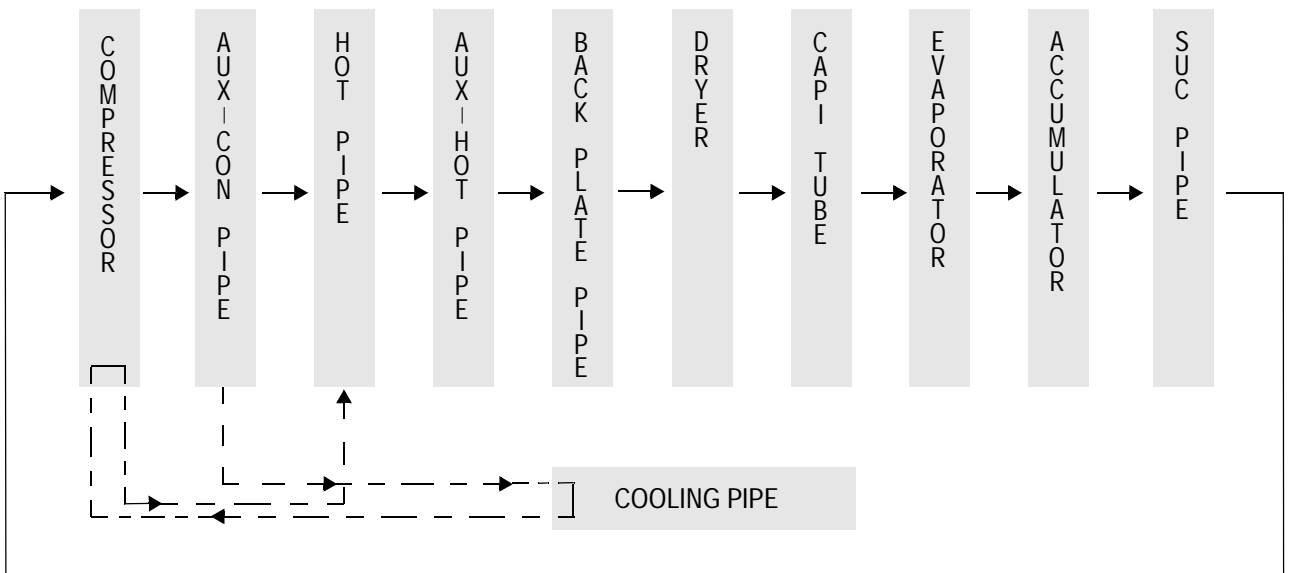 COMPRESSOR
AUX-CON PIPE
HOT PIPE
AUX-HOT PIPE
BACK PLATE PIPE
DRYER
CAPI TUBE
EVAPORATOR
ACCUMULATOR
SUC PIPE
COOLING PIPE